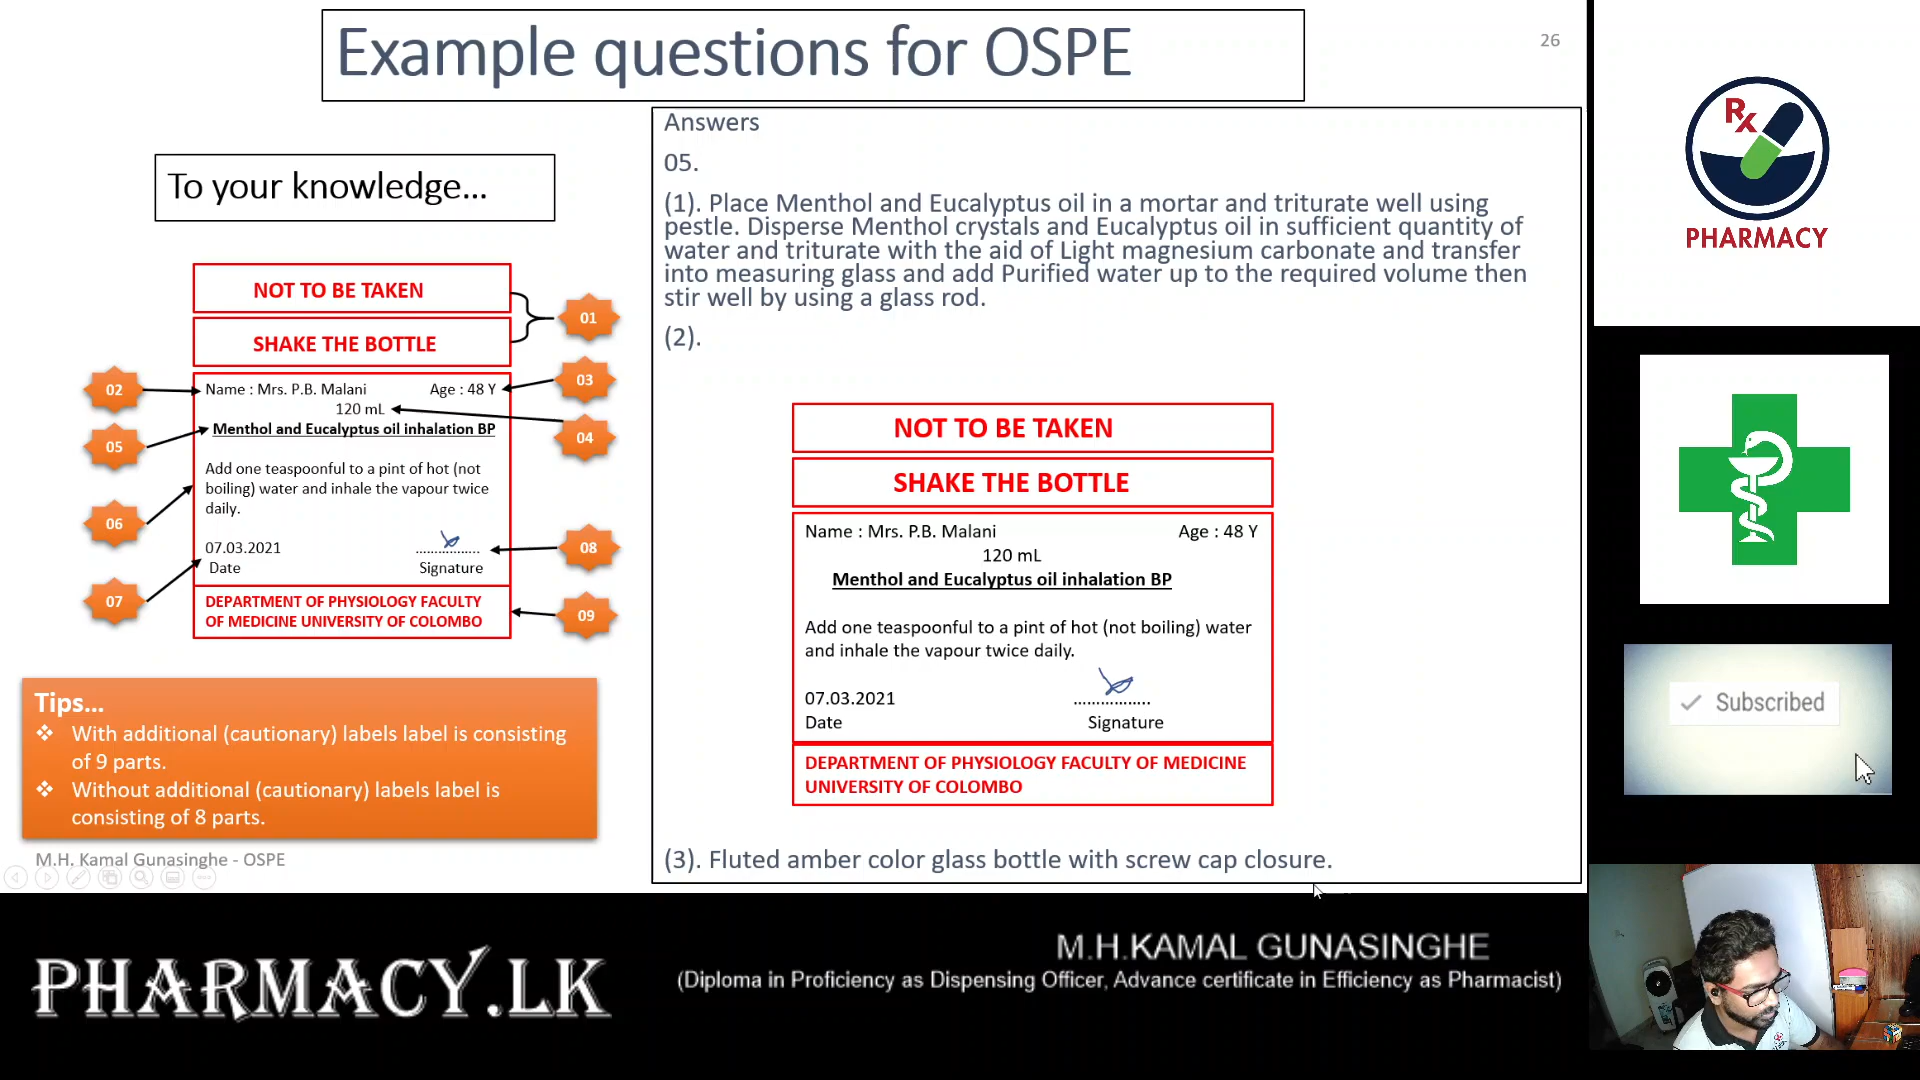 Example questions for OSPE
26
To your knowledge...
NOT TO BE TAKEN
SHAKE THE BOTTLE
01
02
03
04
05
06
07
08
09
Name : Mrs. P.B. Malani Age : 48 Y
120 mL
Menthol and Eucalyptus oil inhalation BP
Add one teaspoonful to a pint of hot (not
boiling) water and inhale the vapour twice
daily.
07.03.2021 .................
Date Signature
DEPARTMENT OF PHYSIOLOGY FACULTY
OF MEDICINE UNIVERSITY OF COLOMBO
Tips...
With additional (cautionary) labels label is consisting
of 9 parts.
Without additional (cautionary) labels label is
consisting of 8 parts.
M.H. Kamal Gunasinghe - OSPE
Answers
05.
(1). Place Menthol and Eucalyptus oil in a mortar and triturate well using
pestle. Disperse Menthol crystals and Eucalyptus oil in sufficient quantity of
water and triturate with the aid of Light magnesium carbonate and transfer
into measuring glass and add Purified water up to the required volume then
stir well by using a glass rod.
(2).
NOT TO BE TAKEN
SHAKE THE BOTTLE
Name : Mrs. P.B. Malani Age : 48 Y
120 mL
Menthol and Eucalyptus oil inhalation BP
Add one teaspoonful to a pint of hot (not boiling) water
and inhale the vapour twice daily.
07.03.2021 .................
Date Signature
DEPARTMENT OF PHYSIOLOGY FACULTY OF MEDICINE
UNIVERSITY OF COLOMBO
(3). Fluted amber color glass bottle with screw cap closure.
Rx
PHARMACY
Subscribed
PHARMACY.LK
M.H.KAMAL GUNASINGHE
(Diploma in Proficiency as Dispensing Officer, Advance certificate in Efficiency as Pharmacist)